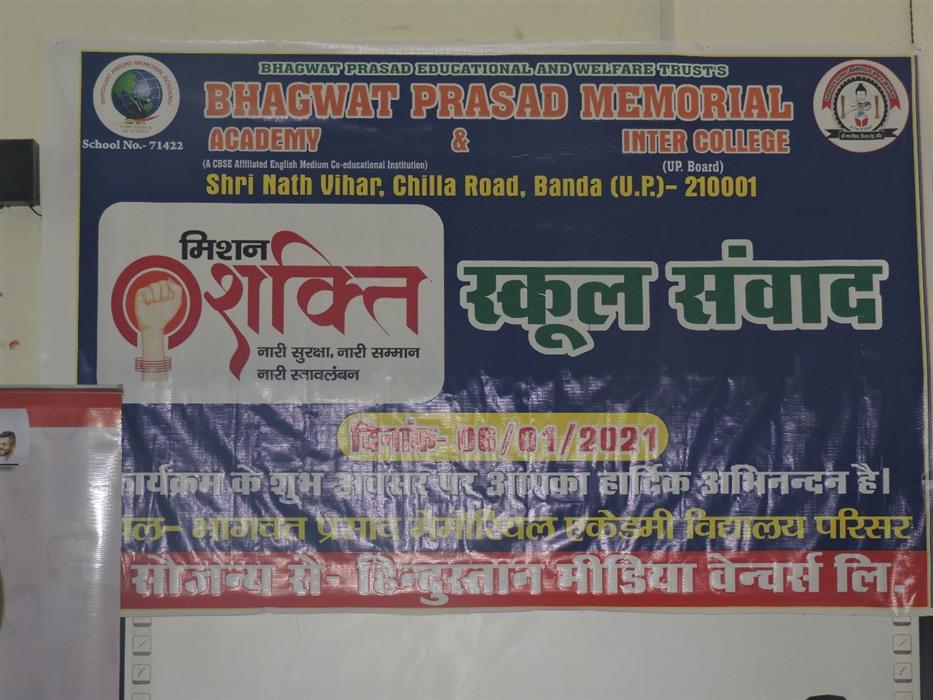 BHAGWAT PRASAD EDUCATIONAL AND WELFARE TRUST'S
BHAGWAT PRASAD MEMORIAL
ACADEMY & INTER COLLEGE
School No.- 71422
(A CBSE Affiliated English Medium Co-educational Institution) (UP. Board)
Shri Nath Vihar, Chilla Road, Banda (U.P.)- 210001
मिशन
शक्ति
नारी सुरक्षा, नारी सम्मान
नारी स्वावलंबन
स्कूल संवाद
दिनांक- 06/01/2021
कार्यक्रम के शुभ अवसर पर आपका हार्दिक अभिनन्दन है।
भागवत प्रसाद मैमोरियल एकेडमी विद्यालय परिसर
सौजन्य से- हिन्दुस्तान मीडिया वेन्चर्स लि.